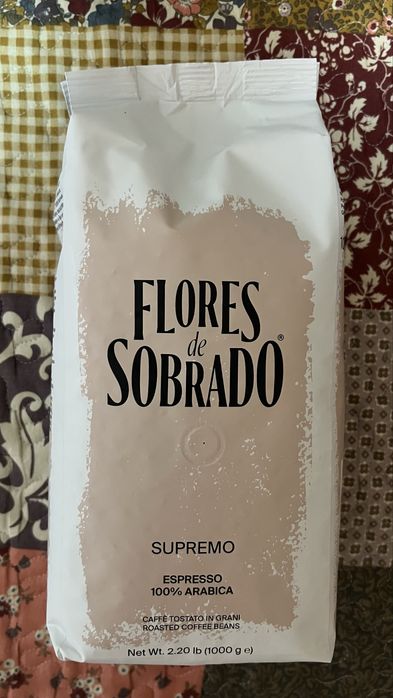 FLORES
de
SOBRADO®
SUPREMO
ESPRESSO
100% ARABICA
CAFFÈ TOSTATO IN GRANI
ROASTED COFFEE BEANS
Net Wt. 2.20 lb (1000 g e)